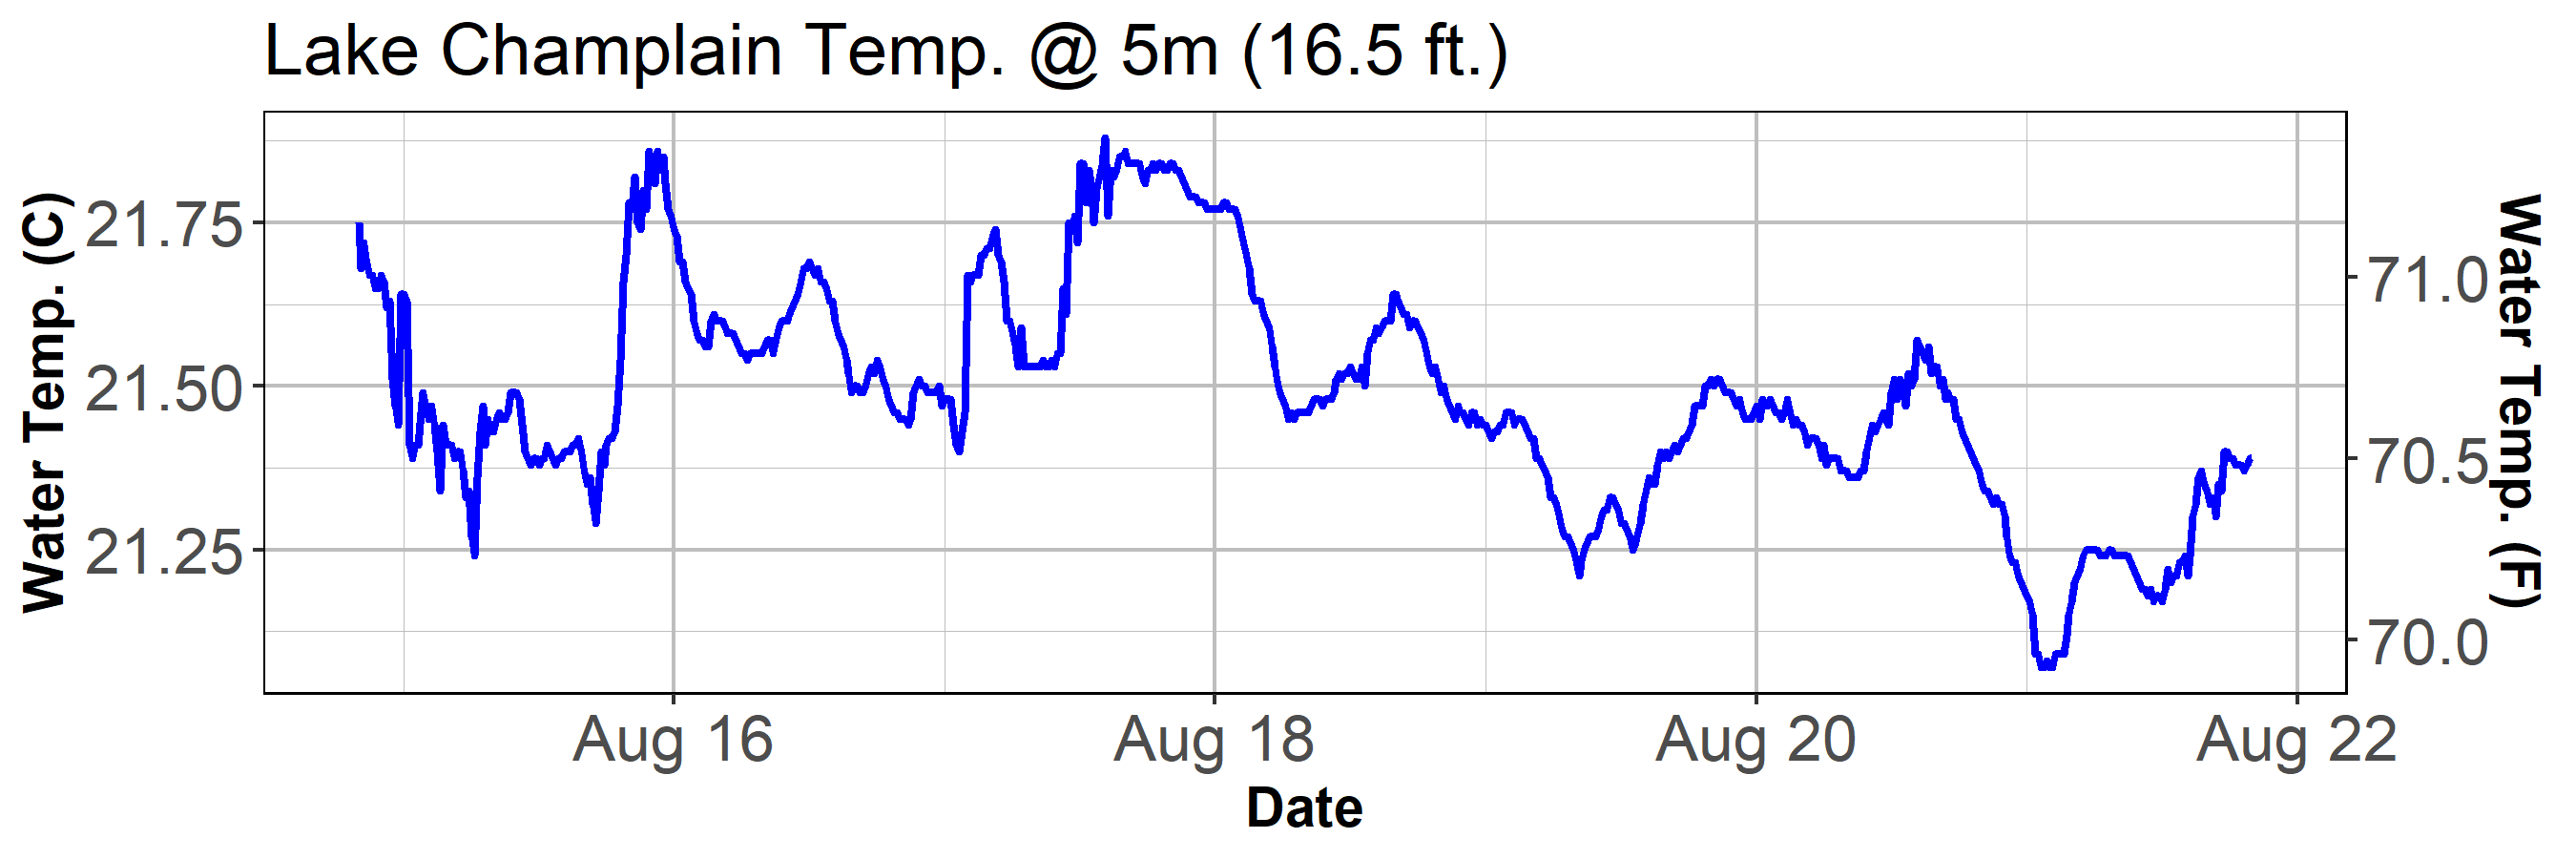 Lake Champlain Temp. @ 5m (16.5 ft.)
Water Temp. (C)
21.75
21.50
21.25
71.0
70.5
70.0
Water Temp. (F)
Aug 16
Aug 18
Aug 20
Aug 22
Date